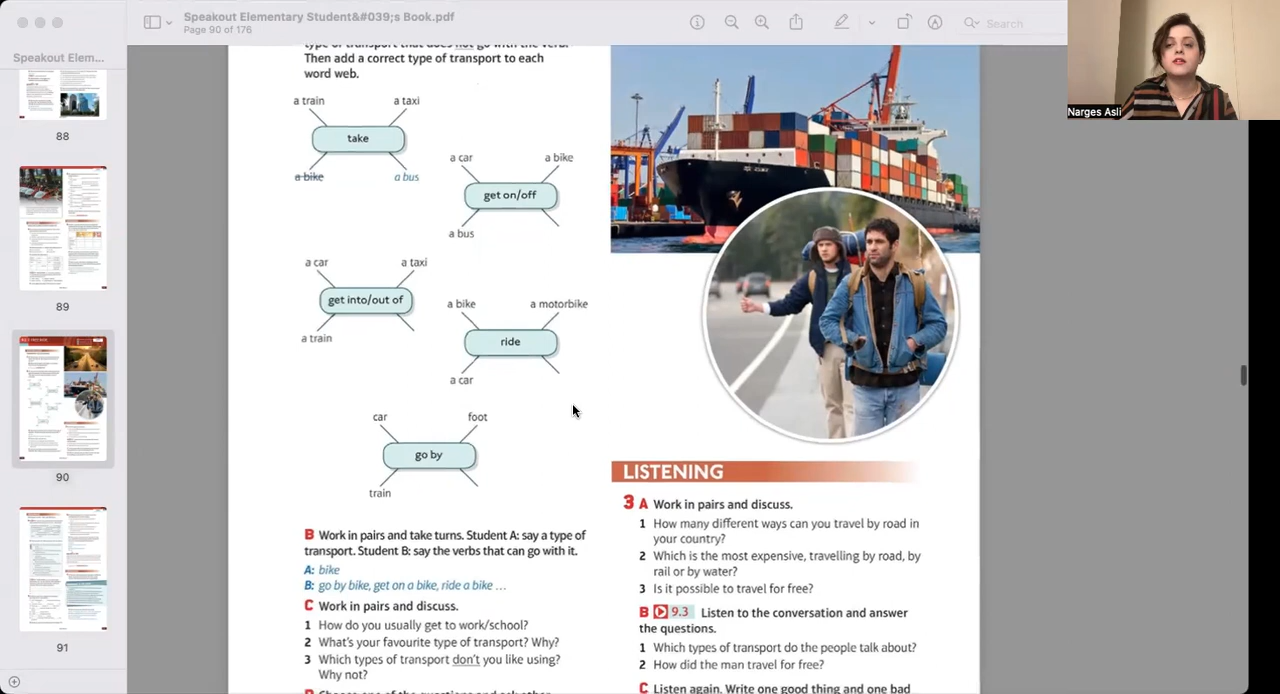 Speakout Elementary Student&#039;s Book.pdf
Page 90 of 176
Search
Speakout Elem...
88
89
90
91
Narges Asli
type of transport that does not go with the verb.
Then add a correct type of transport to each
word web.
a train
a taxi
take
a bike
a bus
a car
a bike
get on/off
a bus
a car
a taxi
get into/out of
a train
a bike
a motorbike
ride
a car
car
foot
go by
train
B Work in pairs and take turns. Student A: say a type of
transport. Student B: say the verbs that can go with it.
A: bike
B: go by bike, get on a bike, ride a bike ...
C Work in pairs and discuss.
1 How do you usually get to work/school?
2 What's your favourite type of transport? Why?
3 Which types of transport don't you like using?
Why not?
LISTENING
3 A Work in pairs and discuss.
1 How many different ways can you travel by road in
your country?
2 Which is the most expensive, travelling by road, by
rail or by water?
3 Is it possible to travel for free?
B 9.3 Listen to the conversation and answer
the questions.
1 Which types of transport do the people talk about?
2 How did the man travel for free?
C Listen again. Write one good thing and one bad